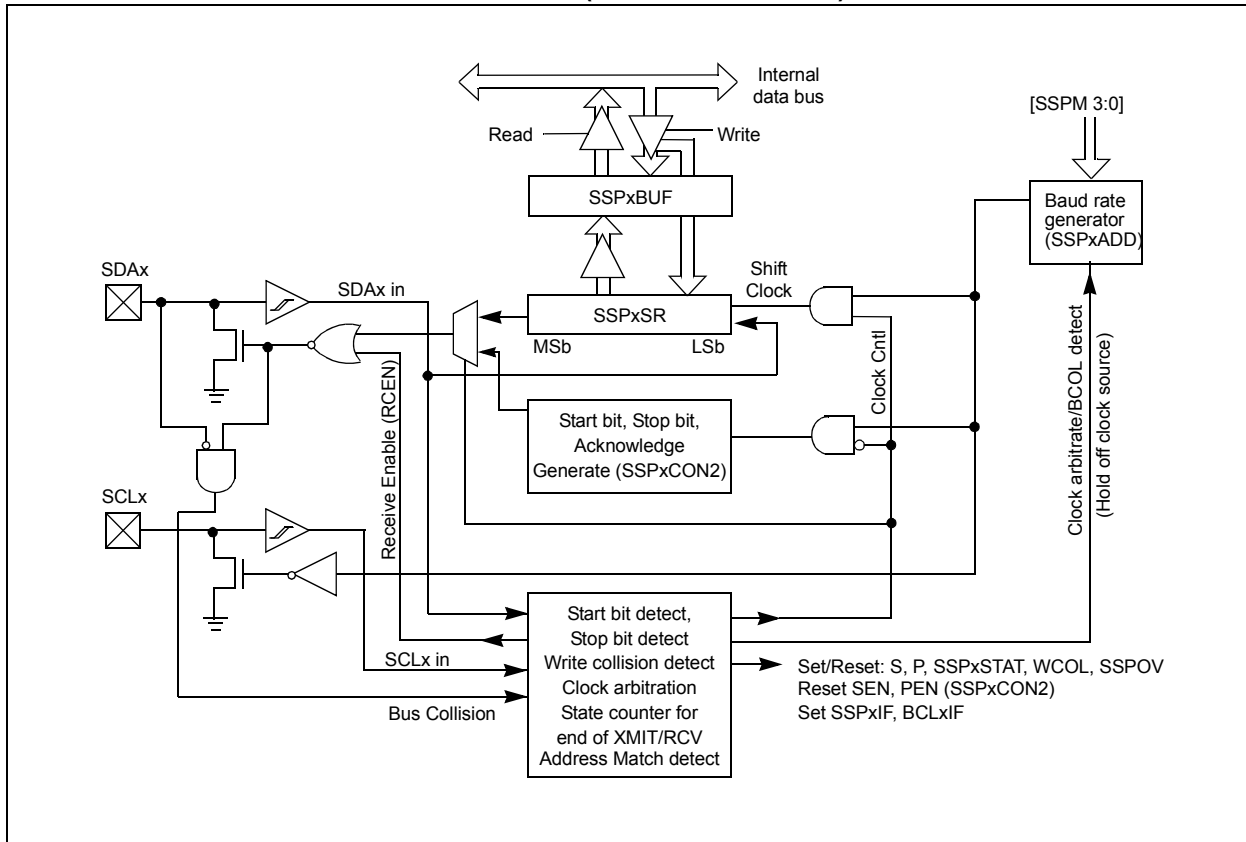 Internal
data bus
[SSPM 3:0]
Read
Write
SSPxBUF
Baud rate
generator
(SSPxADD)
SDAx
SDAx in
Shift
Clock
SSPxSR
MSb
LSb
Clock Cntl
Receive Enable (RCEN)
Start bit, Stop bit,
Acknowledge
Generate (SSPxCON2)
Clock arbitrate/BCOL detect
(Hold off clock source)
SCLx
SCLx in
Bus Collision
Start bit detect,
Stop bit detect
Write collision detect
Clock arbitration
State counter for
end of XMIT/RCV
Address Match detect
Set/Reset: S, P, SSPxSTAT, WCOL, SSPOV
Reset SEN, PEN (SSPxCON2)
Set SSPxIF, BCLxIF